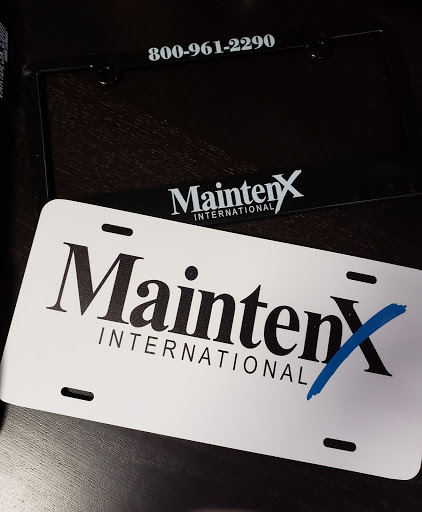 800-961-2290
MaintenX
INTERNATIONAL
MaintenX
INTERNATIONAL